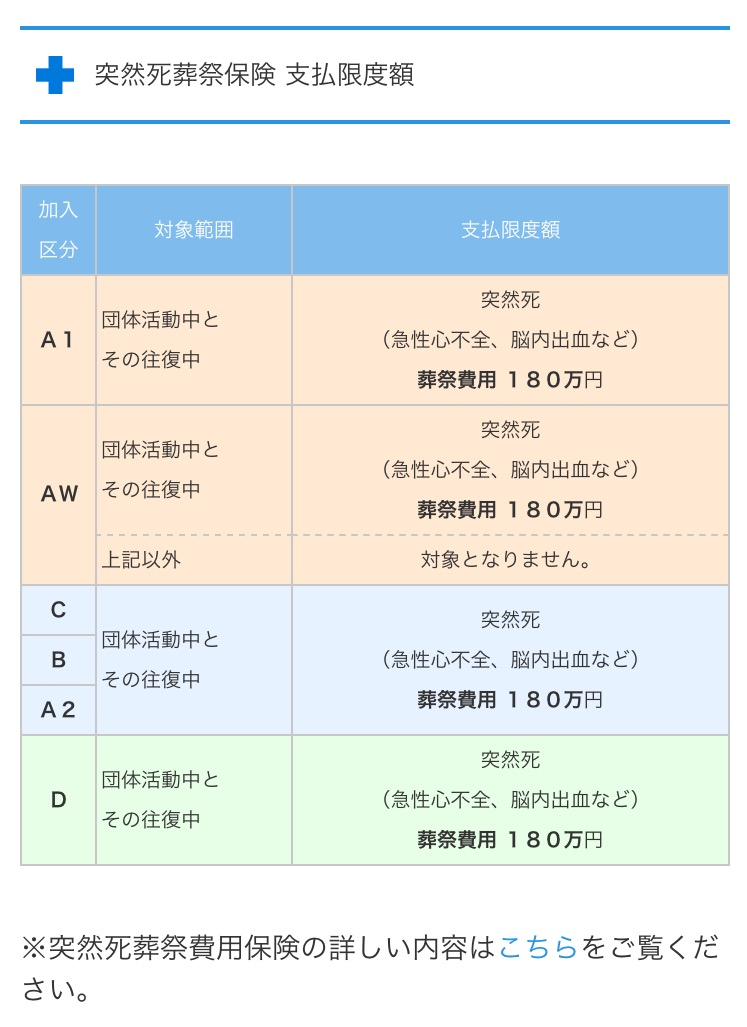 突然死葬祭保険 支払限度額
加入
区分
対象範囲
支払限度額
Ａ１
団体活動中と
その往復中
突然死
（急性心不全、脳内出血など）
葬祭費用 １８０万円
ＡＷ
団体活動中と
その往復中
突然死
（急性心不全、脳内出血など）
葬祭費用 １８０万円
上記以外
対象となりません。
Ｃ
Ｂ
Ａ２
団体活動中と
その往復中
突然死
（急性心不全、脳内出血など）
葬祭費用 １８０万円
Ｄ
団体活動中と
その往復中
突然死
（急性心不全、脳内出血など）
葬祭費用 １８０万円
※突然死葬祭費用保険の詳しい内容はこちらをご覧くだ
さい。